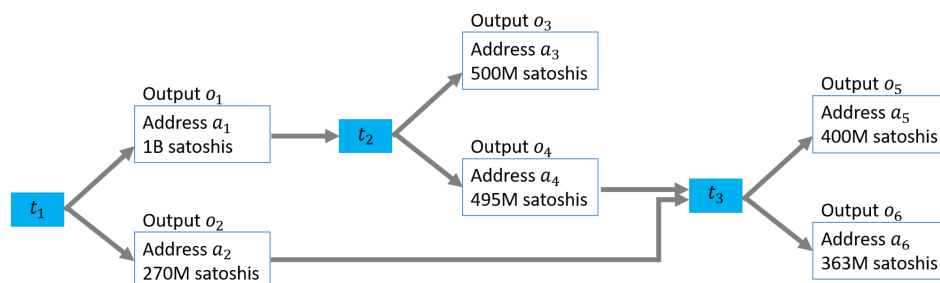 t₁
Output o₁
Address a₁
1B satoshis
Output o₂
Address a₂
270M satoshis
t₂
Output o₃
Address a₃
500M satoshis
Output o₄
Address a₄
495M satoshis
t₃
Output o₅
Address a₅
400M satoshis
Output o₆
Address a₆
363M satoshis